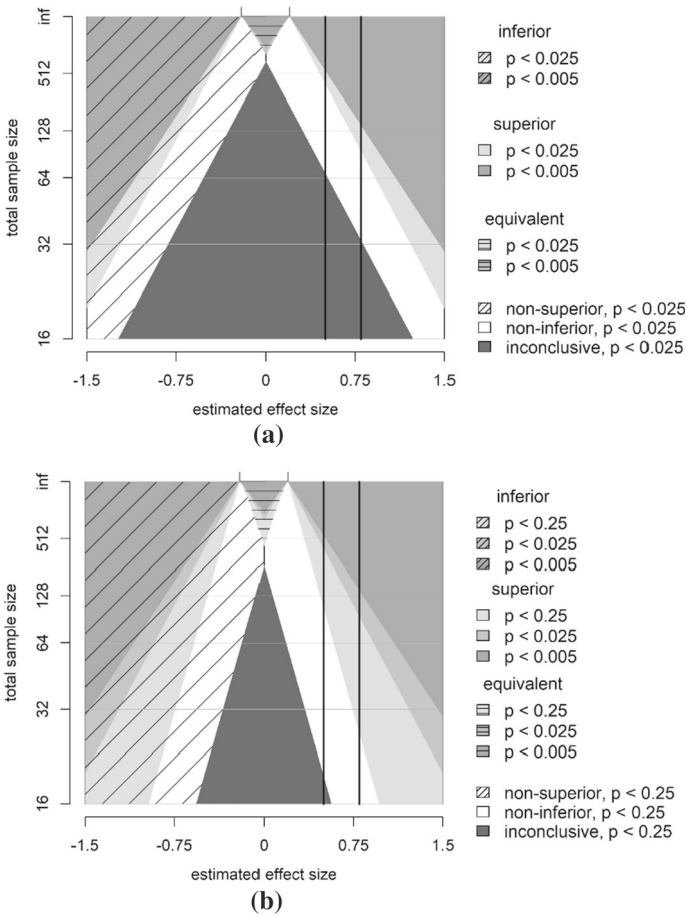 inf
512
128
64
32
16
total sample size
-1.5
-0.75
0
0.75
1.5
estimated effect size
inferior
p < 0.025
p < 0.005
superior
p < 0.025
p < 0.005
equivalent
p < 0.025
p < 0.005
non-superior, p < 0.025
non-inferior, p < 0.025
inconclusive, p < 0.025
(a)
inf
512
128
64
32
16
total sample size
-1.5
-0.75
0
0.75
1.5
estimated effect size
inferior
p < 0.25
p < 0.025
p < 0.005
superior
p < 0.25
p < 0.025
p < 0.005
equivalent
p < 0.25
p < 0.025
p < 0.005
non-superior, p < 0.25
non-inferior, p < 0.25
inconclusive, p < 0.25
(b)